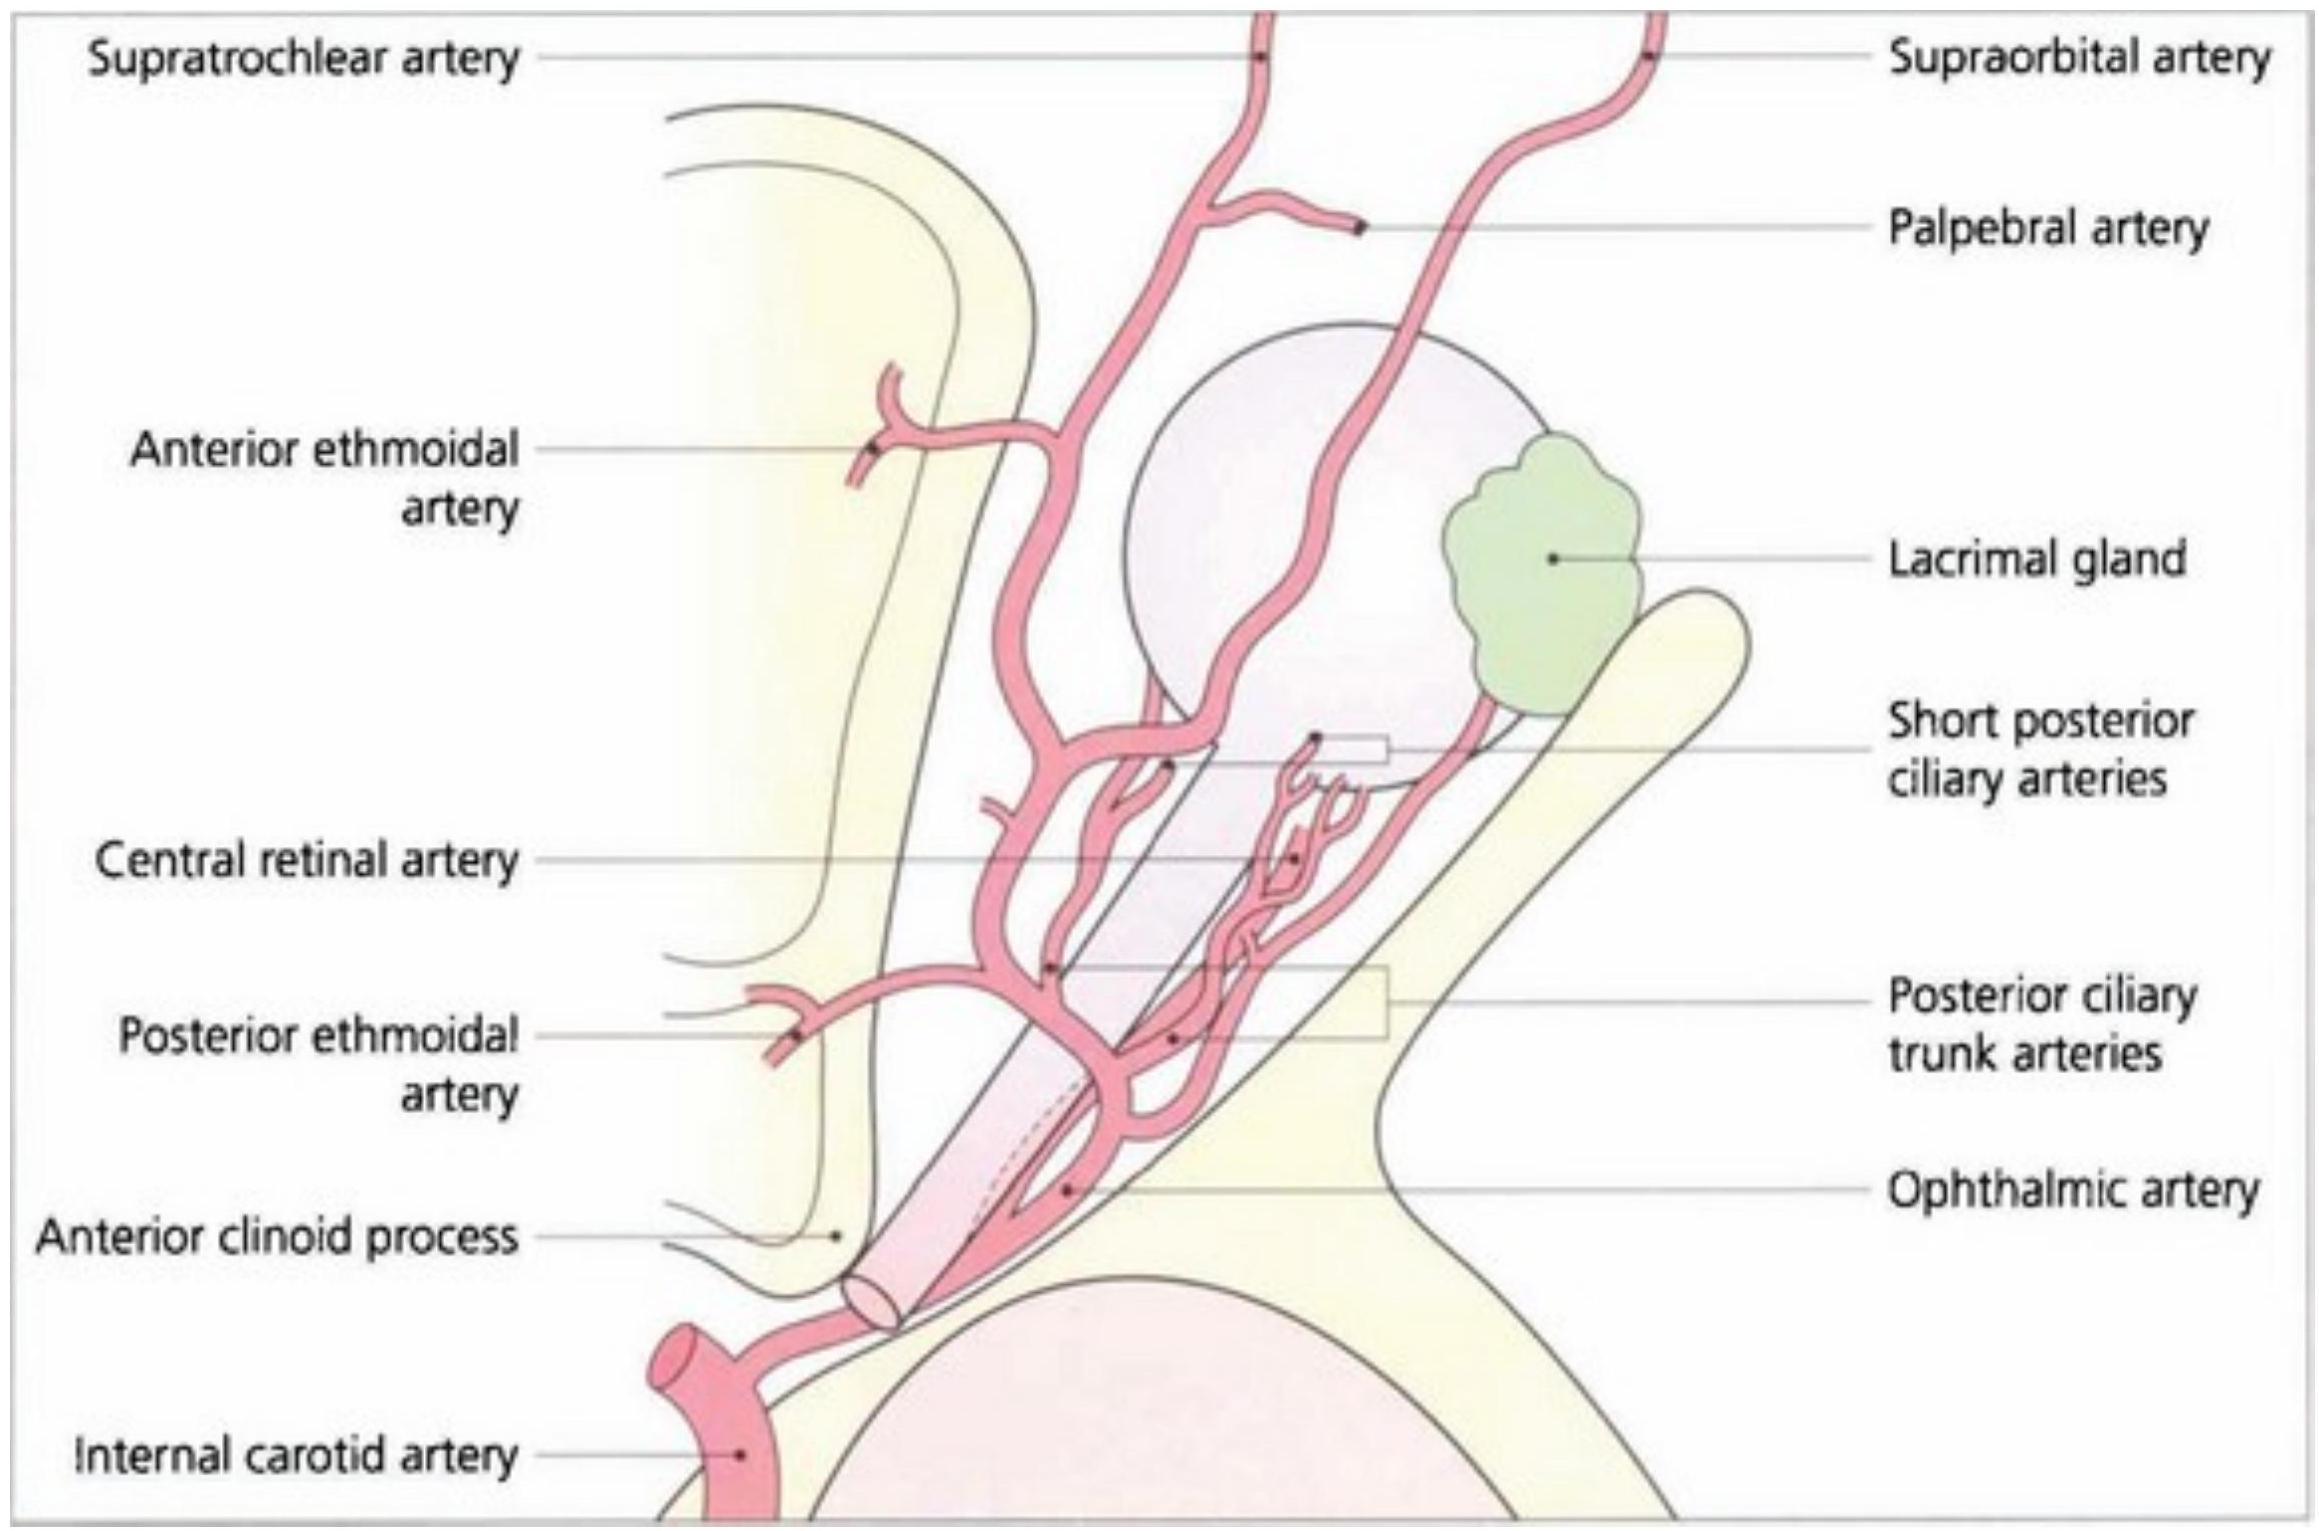 Supratrochlear artery
Anterior ethmoidal
artery
Central retinal artery
Posterior ethmoidal
artery
Anterior clinoid process
Internal carotid artery
Supraorbital artery
Palpebral artery
Lacrimal gland
Short posterior
ciliary arteries
Posterior ciliary
trunk arteries
Ophthalmic artery